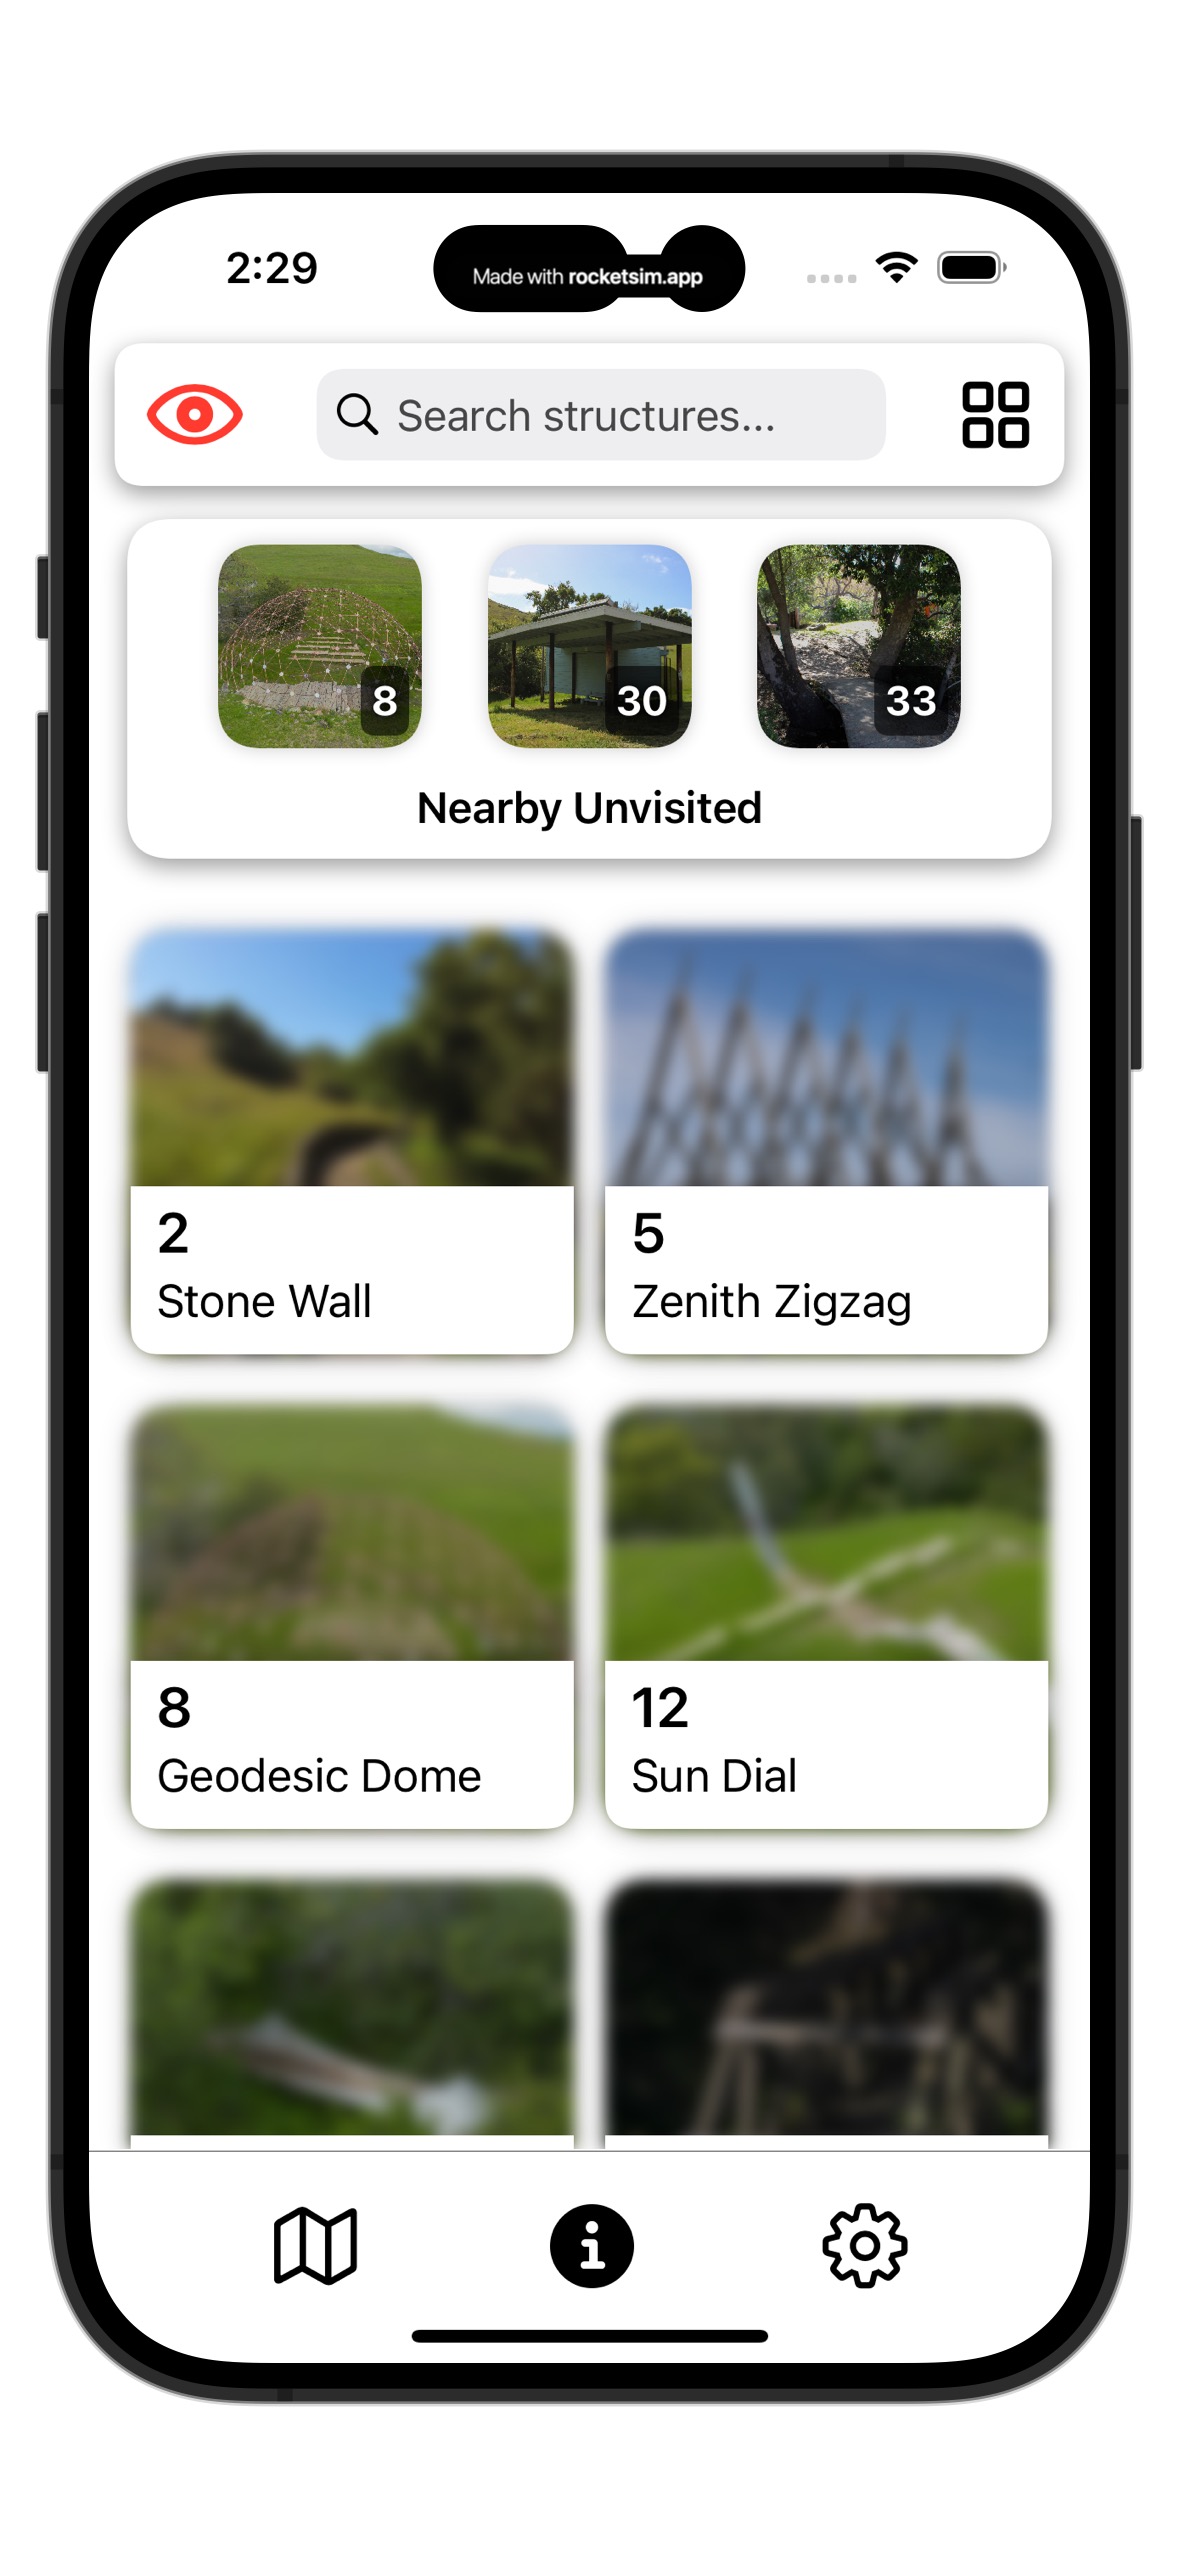 2:29
Made with rocketsim.app
Search structures...
8
30
33
Nearby Unvisited
2
Stone Wall
5
Zenith Zigzag
8
Geodesic Dome
12
Sun Dial